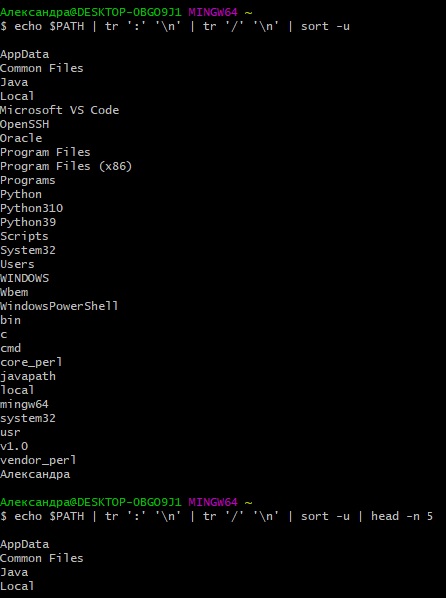 Александра@DESKTOP-OBGO9J1 MINGW64 ~
$ echo $PATH | tr ':' '\n' | tr '/' '\n' | sort -u

AppData
Common Files
Java
Local
Microsoft VS Code
OpenSSH
Oracle
Program Files
Program Files (x86)
Programs
Python
Python310
Python39
Scripts
System32
Users
WINDOWS
Wbem
WindowsPowerShell
bin
c
cmd
core_perl
javapath
local
mingw64
system32
usr
v1.0
vendor_perl
Александра

Александра@DESKTOP-OBGO9J1 MINGW64 ~
$ echo $PATH | tr ':' '\n' | tr '/' '\n' | sort -u | head -n 5

AppData
Common Files
Java
Local